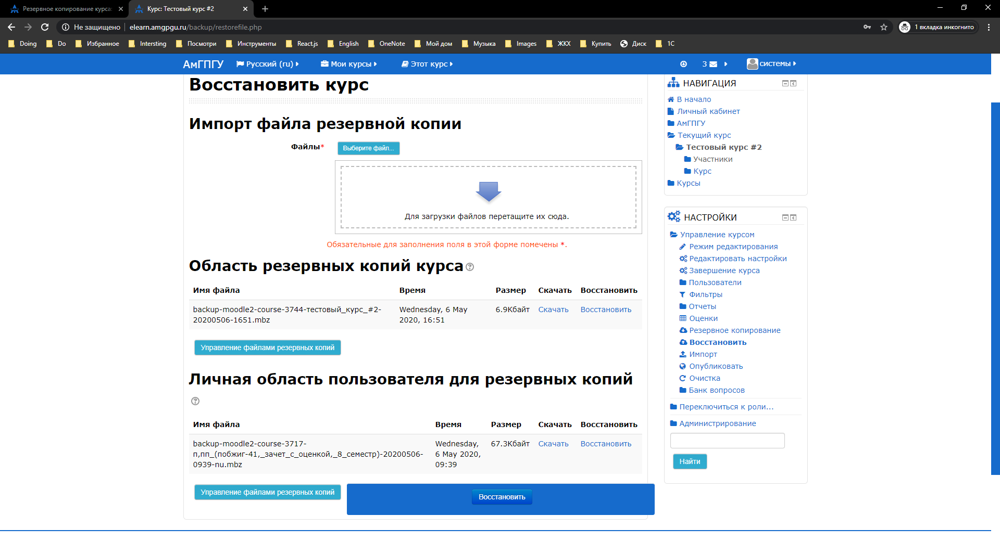 Резервное копирование курса:
Курс: Тестовый курс #2
Не защищено
elearn.amgpgu.ru/backup/restorefile.php
1 вкладка инкогнито
Doing
Do
Избранное
Intersting
Посмотри
Инструменты
React.js
English
OneNote
Мой дом
Музыка
Images
ЖКХ
Купить
Диск
1С
АмГПГУ
Русский (ru)
Мои курсы
Этот курс
3
системы
Восстановить курс
Импорт файла резервной копии
Файлы*
Выберите файл...
Для загрузки файлов перетащите их сюда.
Обязательные для заполнения поля в этой форме помечены *.
Область резервных копий курса
Имя файла Время Размер Скачать Восстановить
backup-moodle2-course-3744-тестовый_курс_#2-
20200506-1651.mbz
Wednesday, 6 May
2020, 16:51
6.9Кбайт
Скачать
Восстановить
Управление файлами резервных копий
Личная область пользователя для резервных копий
Имя файла Время Размер Скачать Восстановить
backup-moodle2-course-3717-
п,пп_(побжиг-41,_зачет_с_оценкой,_8_семестр)-20200506-
0939-nu.mbz
Wednesday,
6 May 2020,
09:39
67.3Кбайт
Скачать
Восстановить
Управление файлами резервных копий
Восстановить
НАВИГАЦИЯ
В начало
Личный кабинет
АмГПГУ
Текущий курс
Тестовый курс #2
Участники
Курс
Курсы
НАСТРОЙКИ
Управление курсом
Режим редактирования
Редактировать настройки
Завершение курса
Пользователи
Фильтры
Отчеты
Оценки
Резервное копирование
Восстановить
Импорт
Опубликовать
Очистка
Банк вопросов
Переключиться к роли...
Администрирование
Найти